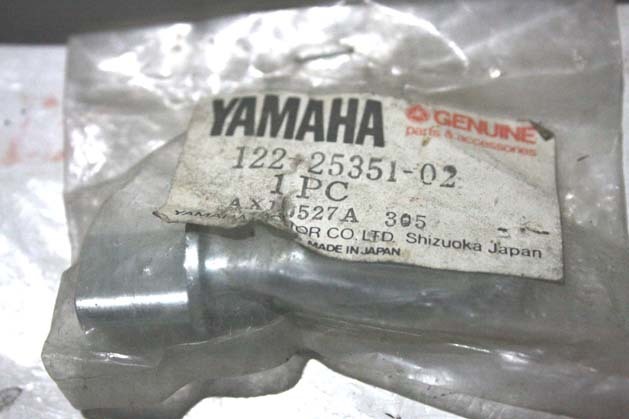 YAMAHA
GENUINE
parts & accessories
122-25351-02
1 PC
305
CO. LTD. Shizuoka Japan
MADE IN JAPAN